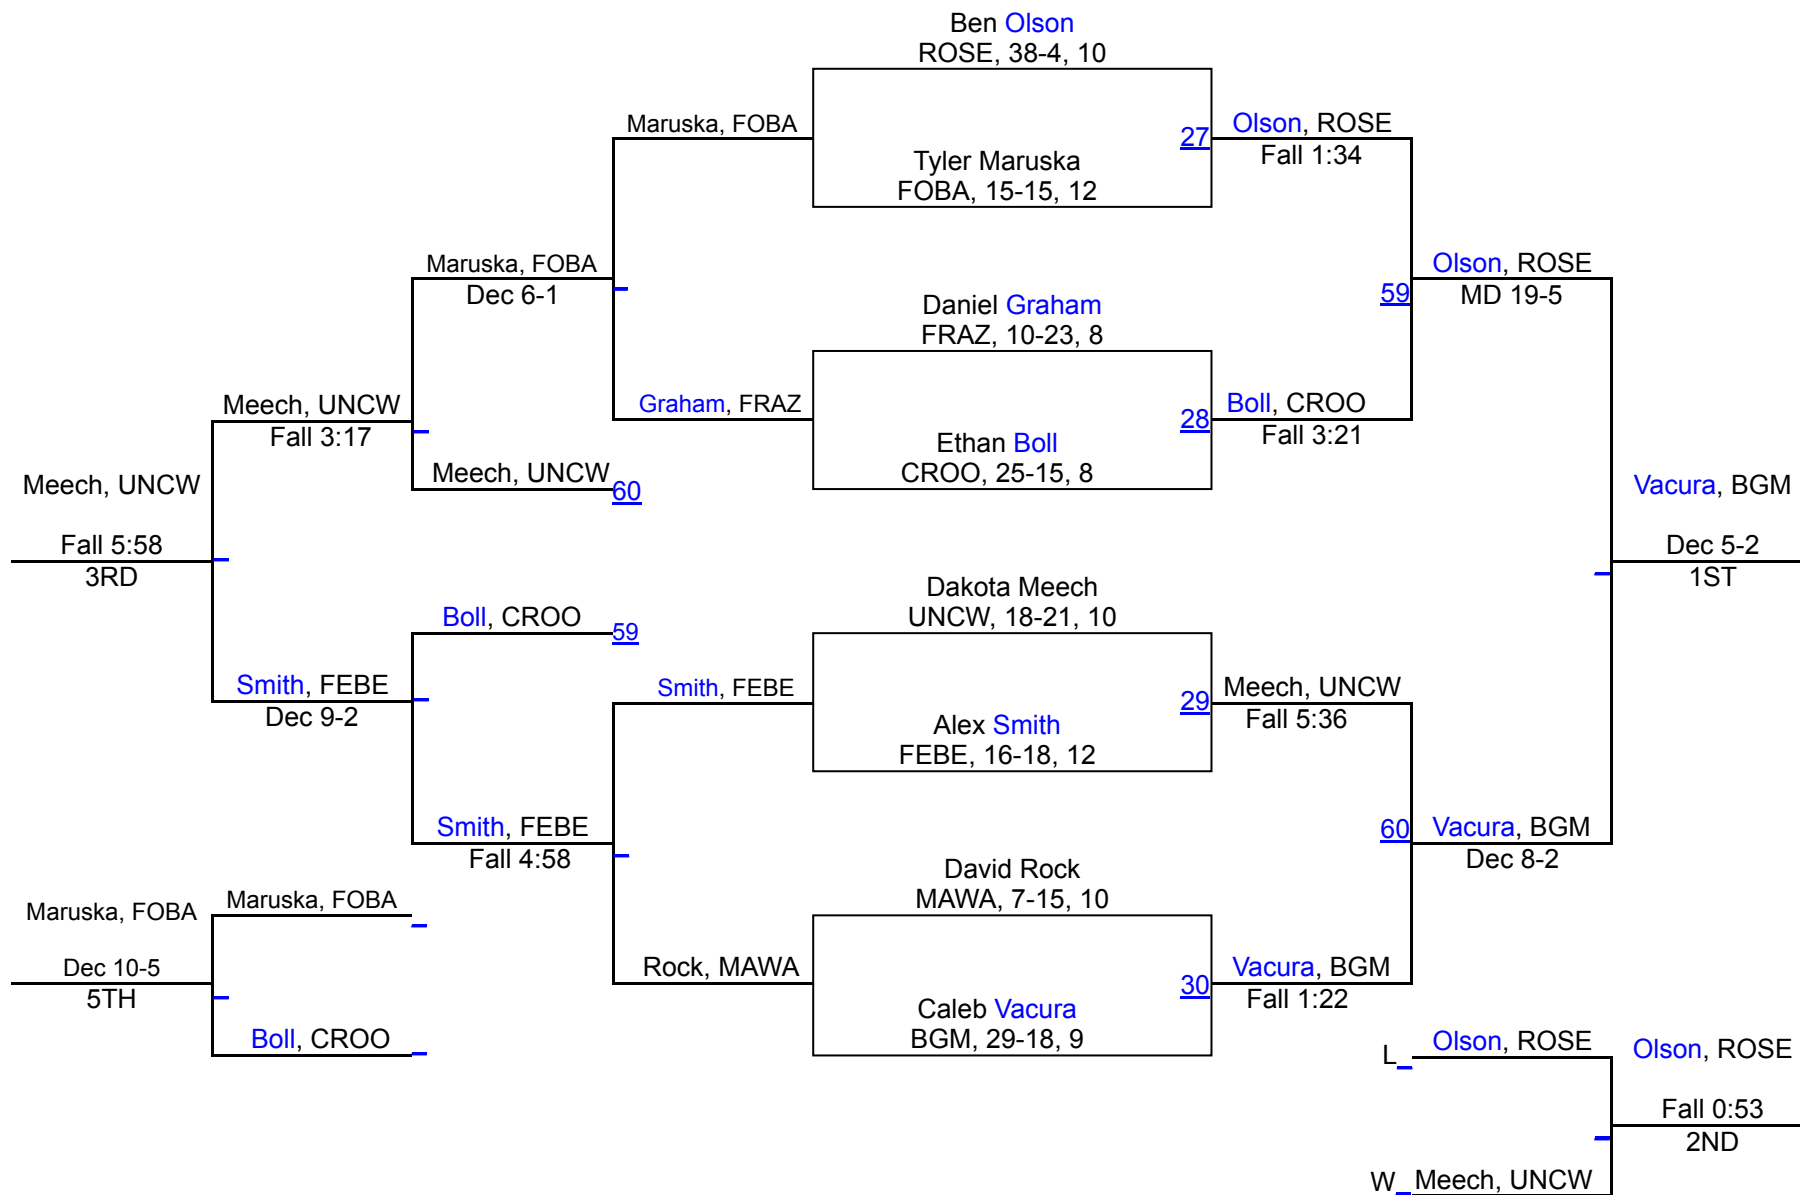 Ben Olson
ROSE, 38-4, 10
Maruska, FOBA
27
Olson, ROSE
Fall 1:34
Tyler Maruska
FOBA, 15-15, 12
Maruska, FOBA
Dec 6-1
Olson, ROSE
59
MD 19-5
Daniel Graham
FRAZ, 10-23, 8
Meech, UNCW
Fall 3:17
Graham, FRAZ
28
Boll, CROO
Fall 3:21
Ethan Boll
CROO, 25-15, 8
Meech, UNCW
60
Meech, UNCW
Fall 5:58
3RD
Vacura, BGM
Dec 5-2
1ST
Dakota Meech
UNCW, 18-21, 10
Boll, CROO
59
Smith, FEBE
Dec 9-2
Smith, FEBE
29
Meech, UNCW
Fall 5:36
Alex Smith
FEBE, 16-18, 12
Smith, FEBE
Fall 4:58
60
Vacura, BGM
Dec 8-2
David Rock
MAWA, 7-15, 10
Maruska, FOBA
Maruska, FOBA
Dec 10-5
5TH
Rock, MAWA
30
Vacura, BGM
Fall 1:22
Caleb Vacura
BGM, 29-18, 9
Boll, CROO
L
Olson, ROSE
Olson, ROSE
Fall 0:53
2ND
W
Meech, UNCW